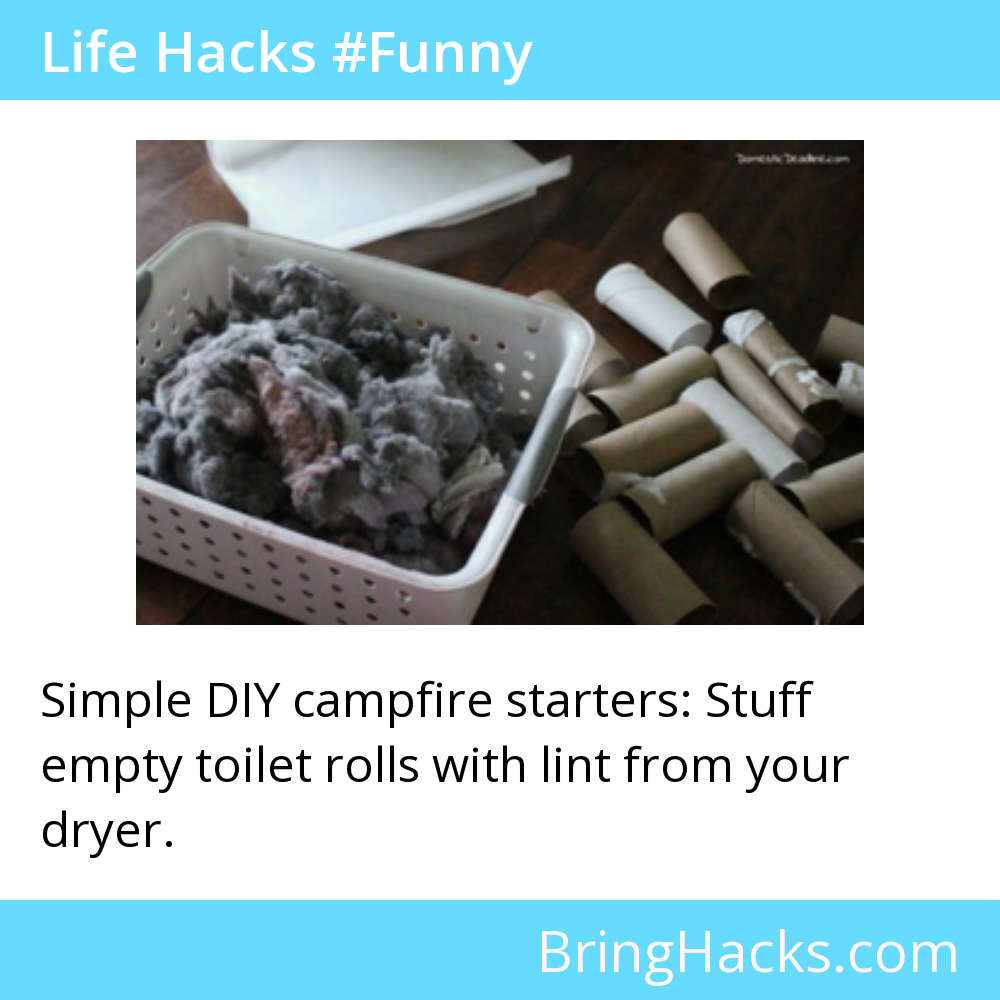 Life Hacks #Funny
DomesticDeadline.com
Simple DIY campfire starters: Stuff
empty toilet rolls with lint from your
dryer.
BringHacks.com